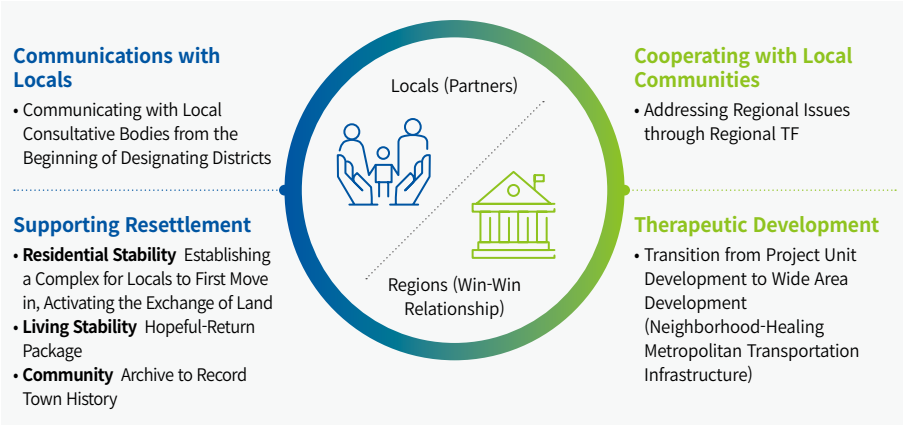 Communications with
Locals
• Communicating with Local
Consultative Bodies from the
Beginning of Designating Districts
Supporting Resettlement
• Residential Stability Establishing
a Complex for Locals to First Move
in, Activating the Exchange of Land
• Living Stability Hopeful-Return
Package
• Community Archive to Record
Town History
Locals (Partners)
Regions (Win-Win
Relationship)
Cooperating with Local
Communities
• Addressing Regional Issues
through Regional TF
Therapeutic Development
• Transition from Project Unit
Development to Wide Area
Development
(Neighborhood-Healing
Metropolitan Transportation
Infrastructure)